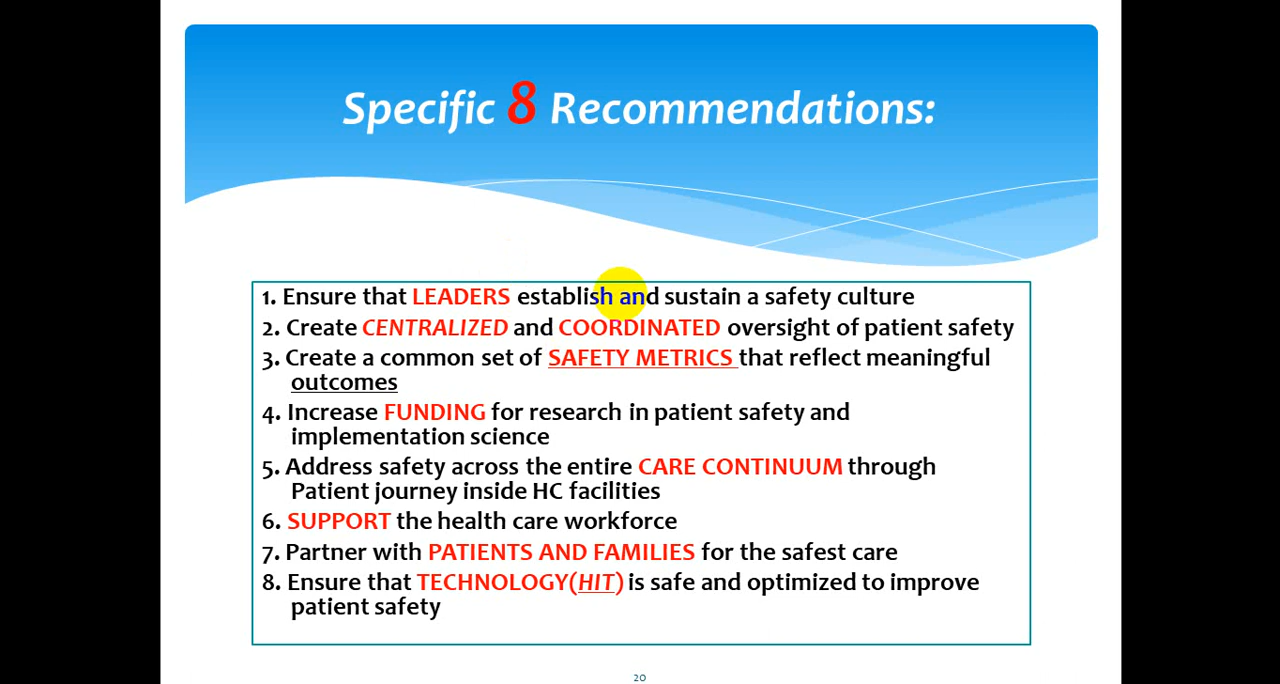 Specific 8 Recommendations:
1. Ensure that LEADERS establish and sustain a safety culture
2. Create CENTRALIZED and COORDINATED oversight of patient safety
3. Create a common set of SAFETY METRICS that reflect meaningful
outcomes
4. Increase FUNDING for research in patient safety and
implementation science
5. Address safety across the entire CARE CONTINUUM through
Patient journey inside HC facilities
6. SUPPORT the health care workforce
7. Partner with PATIENTS AND FAMILIES for the safest care
8. Ensure that TECHNOLOGY(HIT) is safe and optimized to improve
patient safety
20